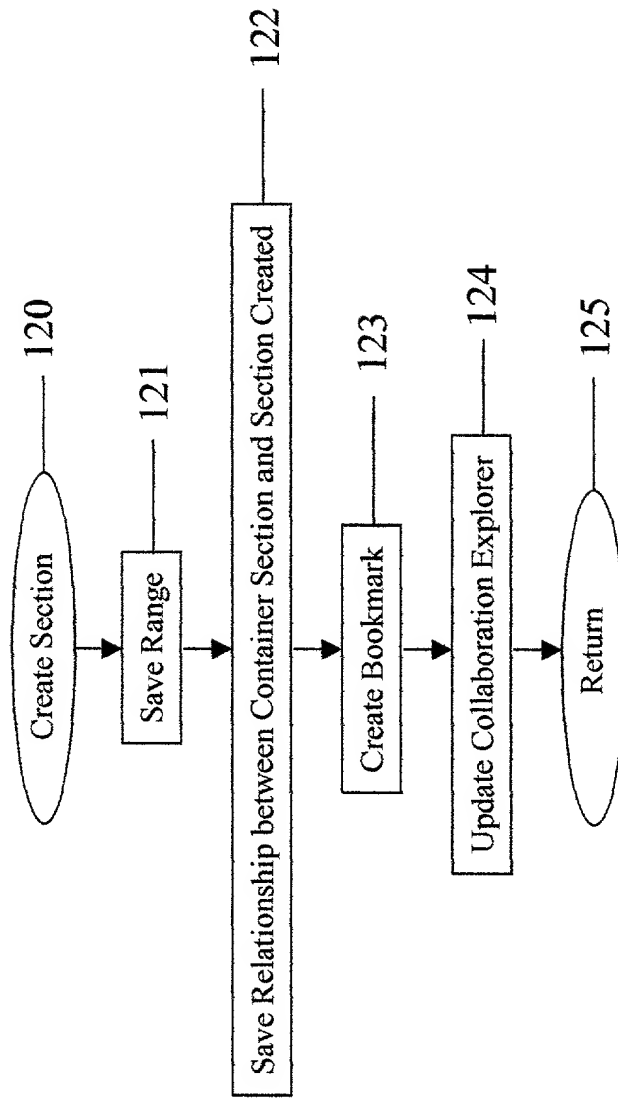 Create Section
120
Save Range
121
Save Relationship between Container Section and Section Created
122
Create Bookmark
123
Update Collaboration Explorer
124
Return
125